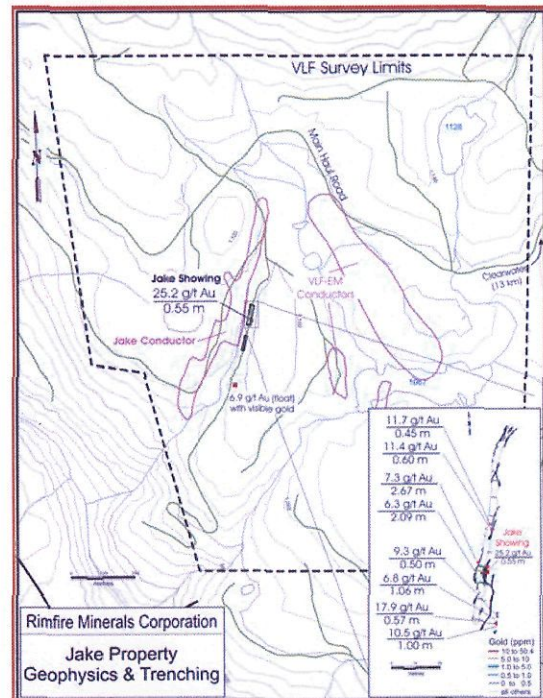 VLF Survey Limits
1128
Main Haul Road
N
Clearwater
(13 km)
Jake Showing
25.2 g/t Au
0.55 m
VLF-EM
Conductors
Jake Conductor
6.9 g/t Au (float)
with visible gold
11.7 g/t Au
0.45 m
11.4 g/t Au
0.60 m
7.3 g/t Au
2.67 m
6.3 g/t Au
2.09 m
Jake
Showing
25.2 g/t Au
0.55 m
9.3 g/t Au
0.50 m
6.8 g/t Au
1.06 m
17.9 g/t Au
0.57 m
10.5 g/t Au
1.00 m
Gold (ppm)
5.0 to 10
1.0 to 5.0
0.5 to 1.0
0 to 0.5
all others
metres
Rimfire Minerals Corporation
Jake Property
Geophysics & Trenching